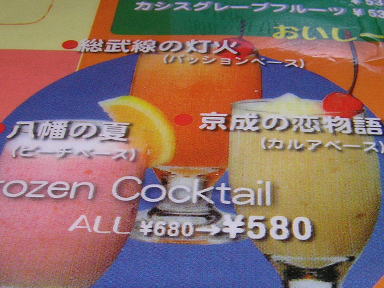 カシスグレープフルーツ
おいし〜
総武線の灯火
(パッションベース)
八幡の夏
(ピーチベース)
京成の恋物語
(カルアベース)
rozen Cocktail
ALL ¥680→¥580